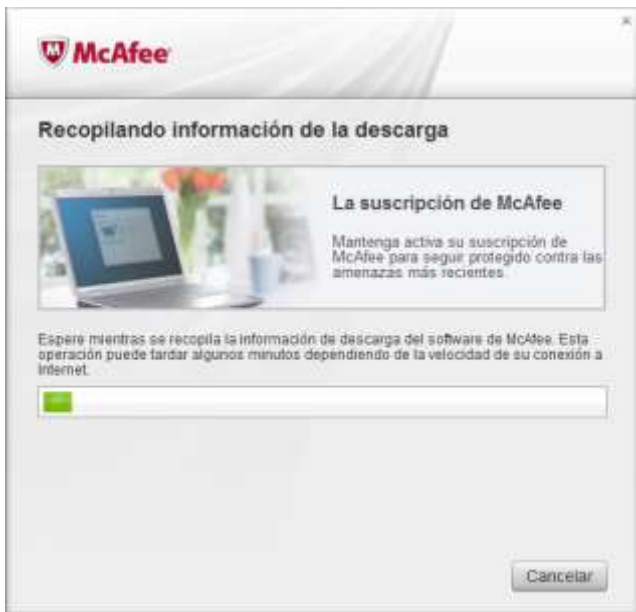 McAfee
Recopilando información de la descarga
La suscripción de McAfee
Mantenga activa su suscripción de
McAfee para seguir protegido contra las
amenazas más recientes.
Espere mientras se recopila la información de descarga del software de McAfee. Esta
operación puede tardar algunos minutos dependiendo de la velocidad de su conexión a
Internet.
Cancelar